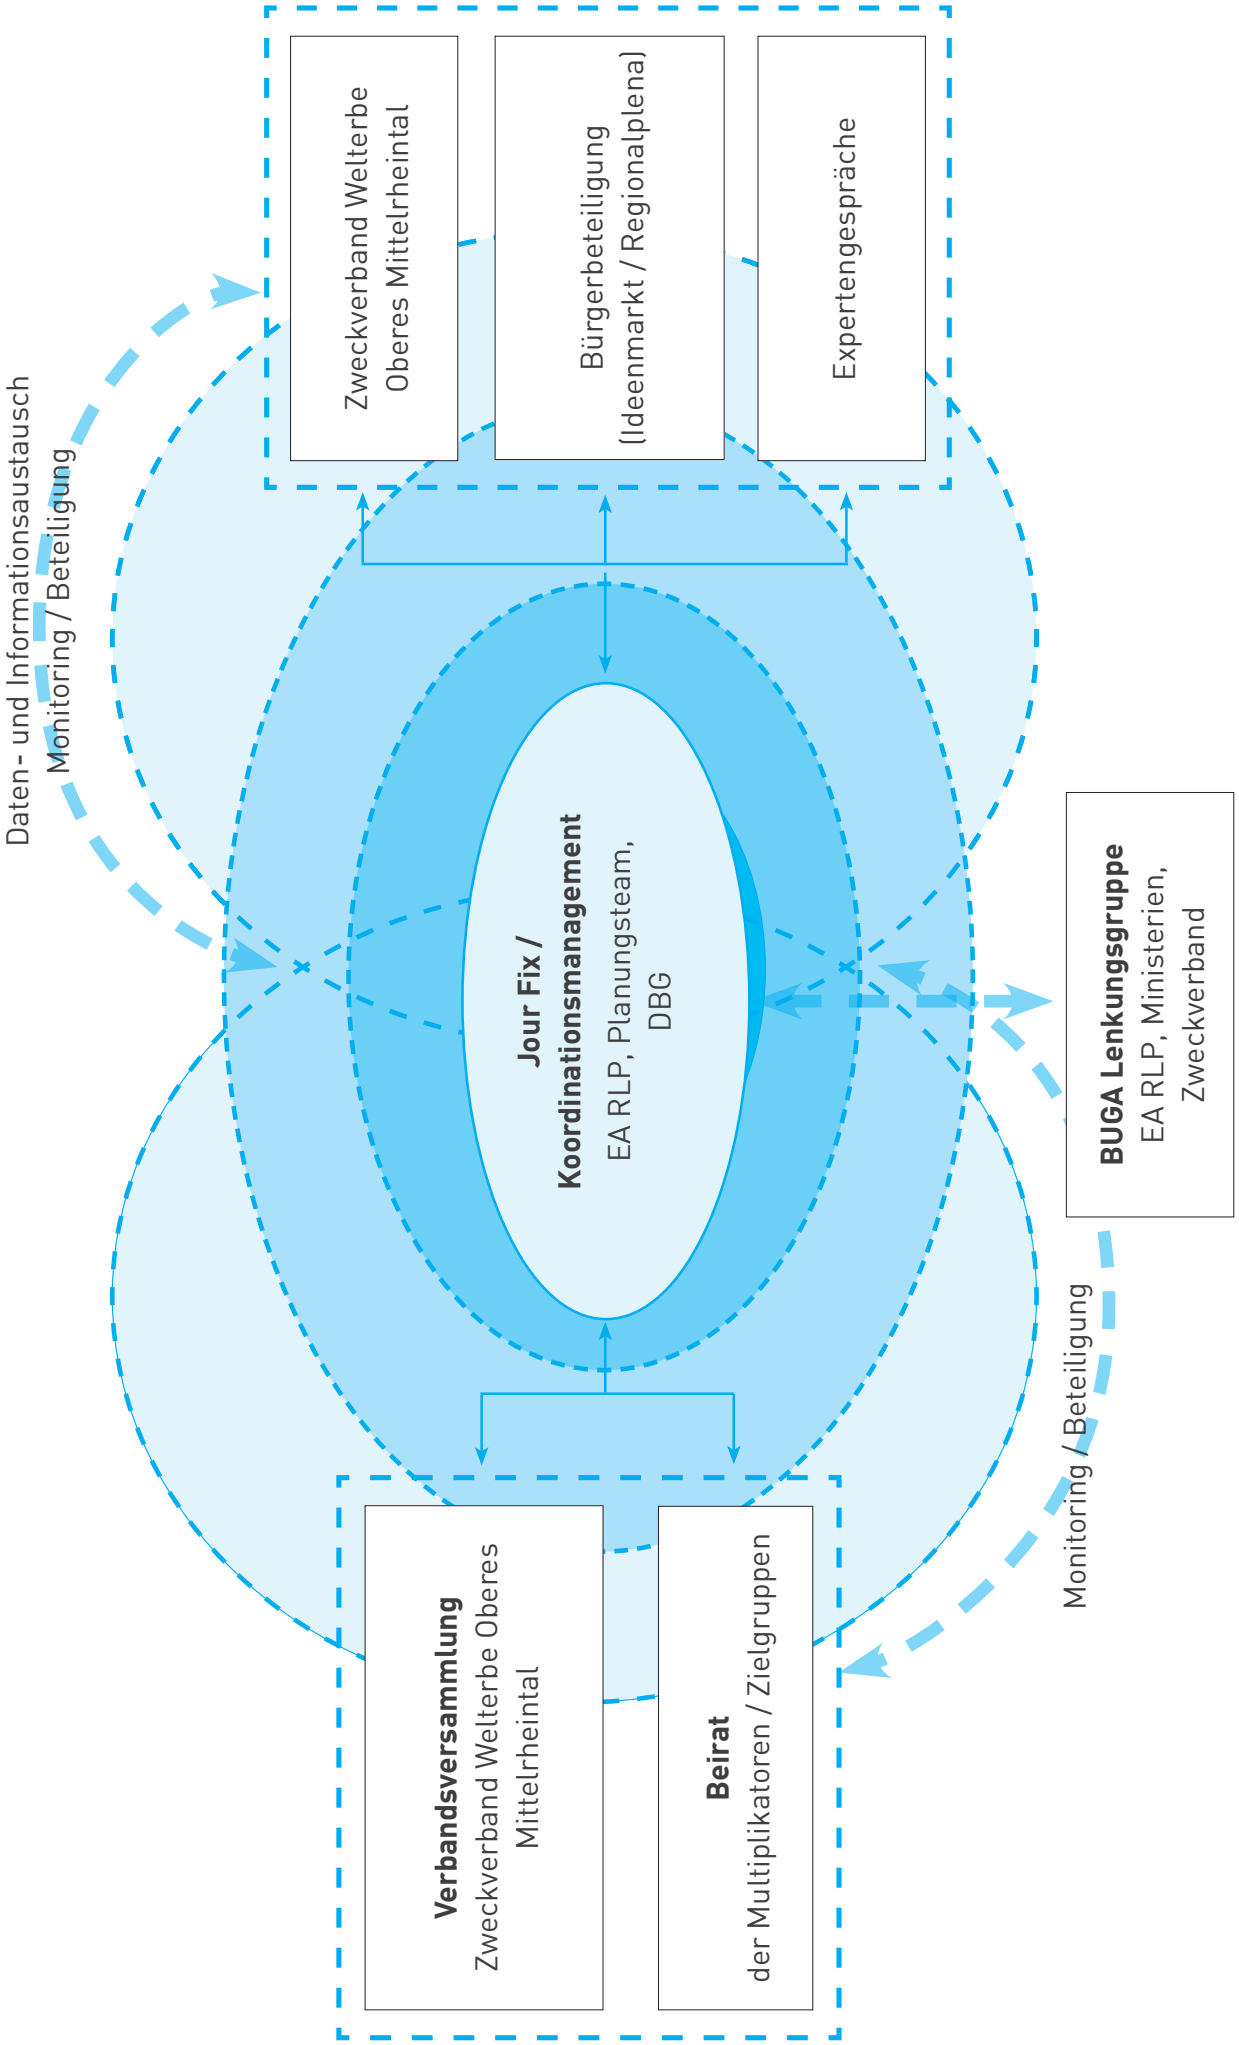 Daten- und Informationsaustausch
Monitoring / Beteiligung
Verbandsversammlung
Zweckverband Welterbe Oberes
Mittelrheintal
Beirat
der Multiplikatoren / Zielgruppen
Jour Fix /
Koordinationsmanagement
EA RLP, Planungsteam,
DBG
Zweckverband Welterbe
Oberes Mittelrheintal
Bürgerbeteiligung
(Ideenmarkt / Regionalplena)
Expertengespräche
Monitoring / Beteiligung
BUGA Lenkungsgruppe
EA RLP, Ministerien,
Zweckverband